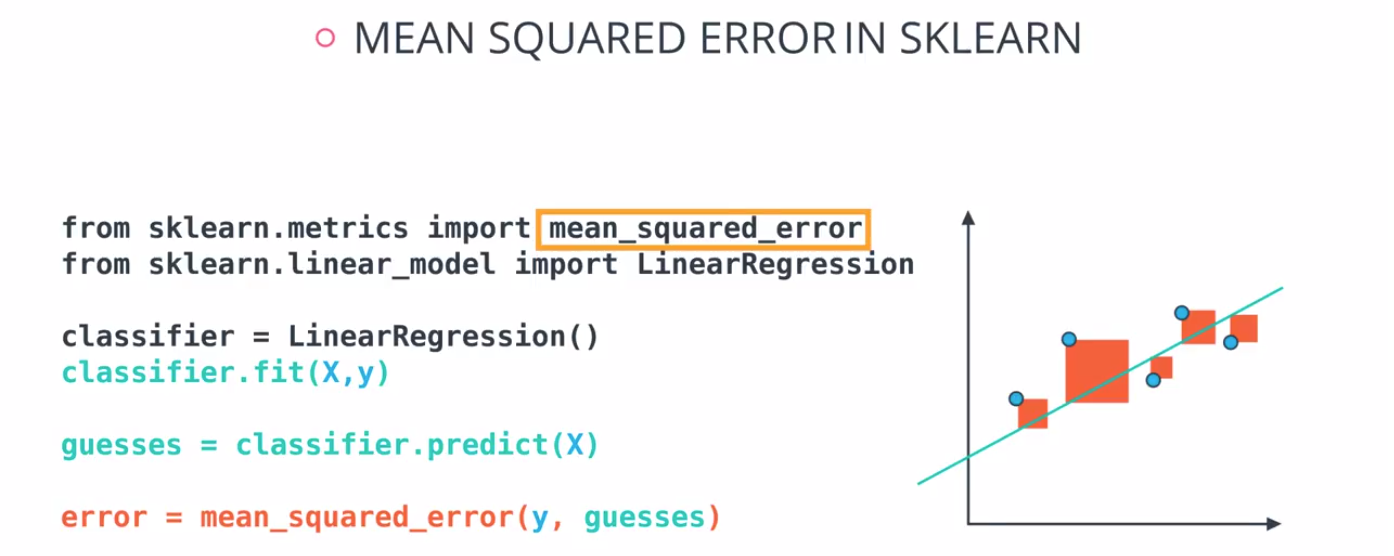 MEAN SQUARED ERROR IN SKLEARN
from sklearn.metrics import mean_squared_error
from sklearn.linear_model import LinearRegression
classifier = LinearRegression()
classifier.fit(X,y)
guesses = classifier.predict(X)
error = mean_squared_error(y, guesses)